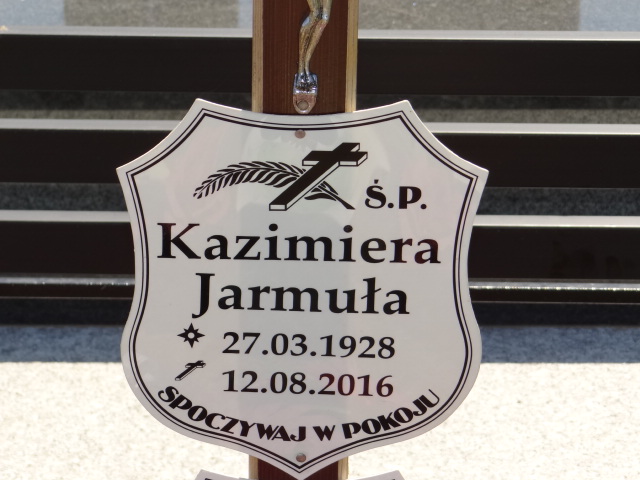 Ś.P.
Kazimiera
Jarmuła
27.03.1928
12.08.2016
SPOCZYWAJ W POKOJU